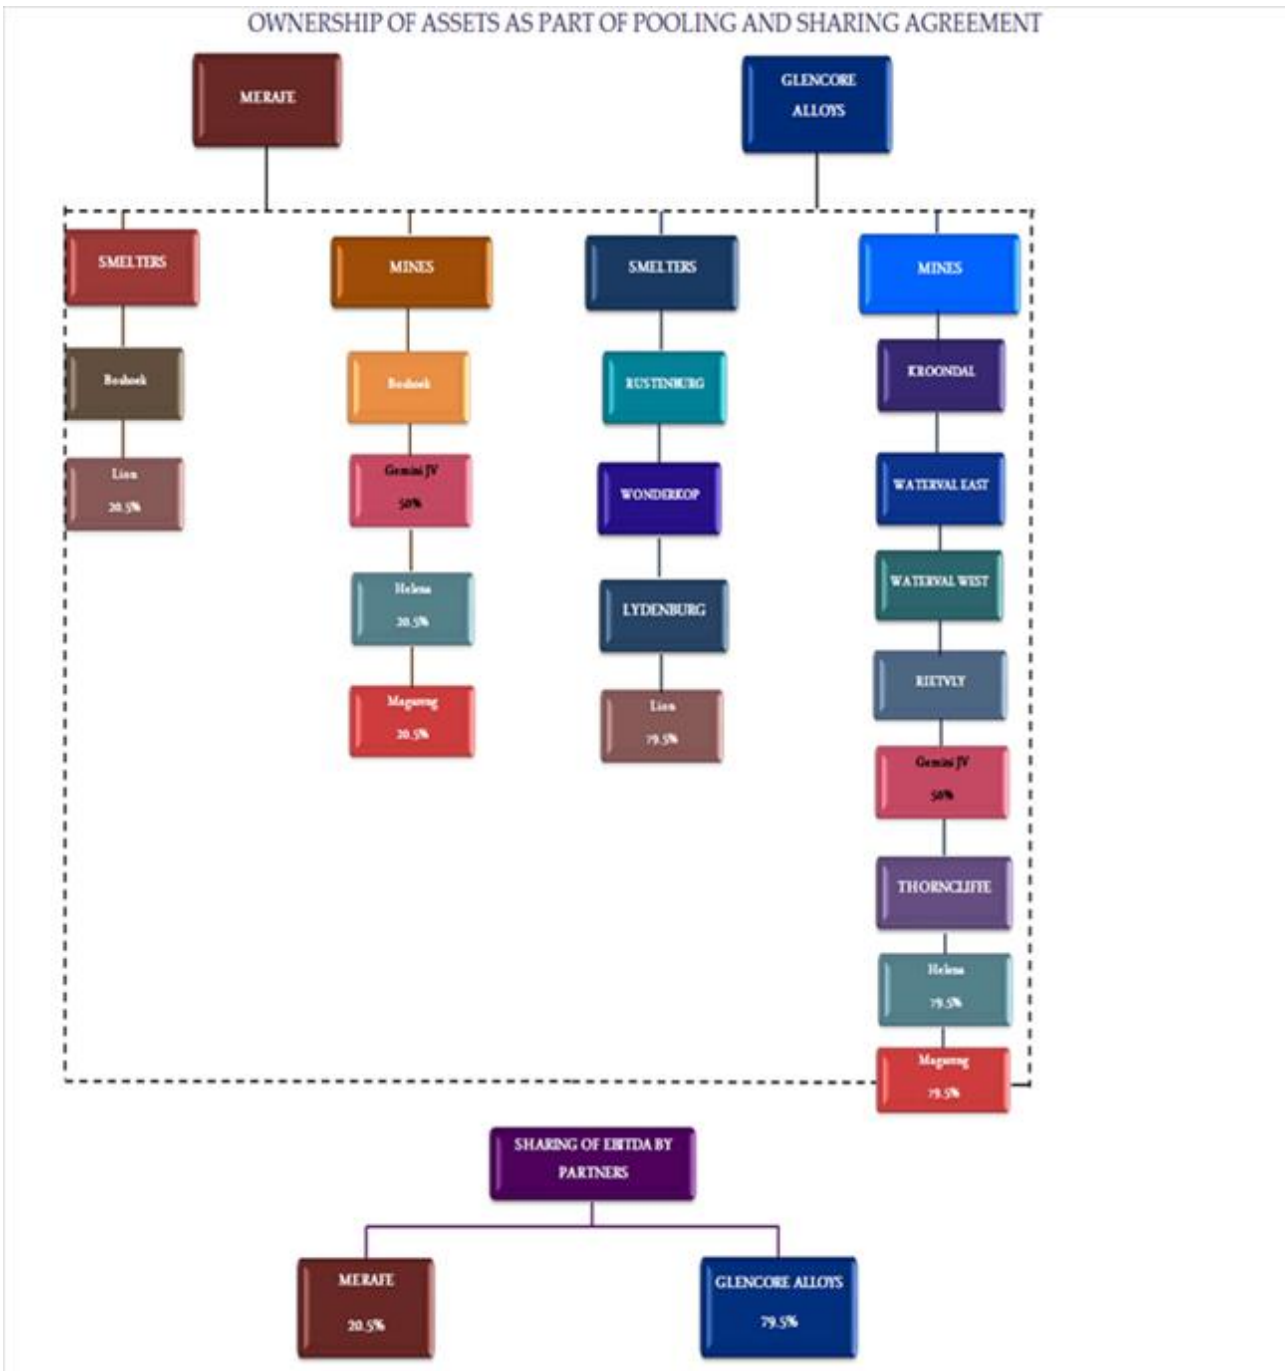 OWNERSHIP OF ASSETS AS PART OF POOLING AND SHARING AGREEMENT
MERAFE
GLENCORE
ALLOYS
SMELTERS
Boshoek
Lion
20.5%
MINES
Boshoek
Gemini JV
50%
Helena
20.5%
Magareng
20.5%
SMELTERS
RUSTENBURG
WONDERKOP
LYDENBURG
Lion
79.5%
MINES
KROONDAL
WATERVAL EAST
WATERVAL WEST
RIETVLY
Gemini JV
50%
THORNCLIFFE
Helena
79.5%
Magareng
79.5%
SHARING OF EBITDA BY
PARTNERS
MERAFE
20.5%
GLENCORE ALLOYS
79.5%